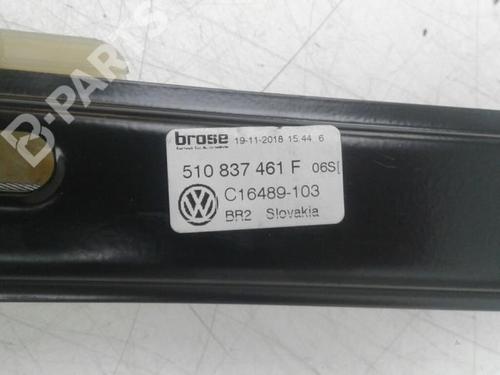 B-PARTS
brose 19-11-2018 15:44 6
510 837 461 F 06S[
C16489-103
BR2 Slovakia